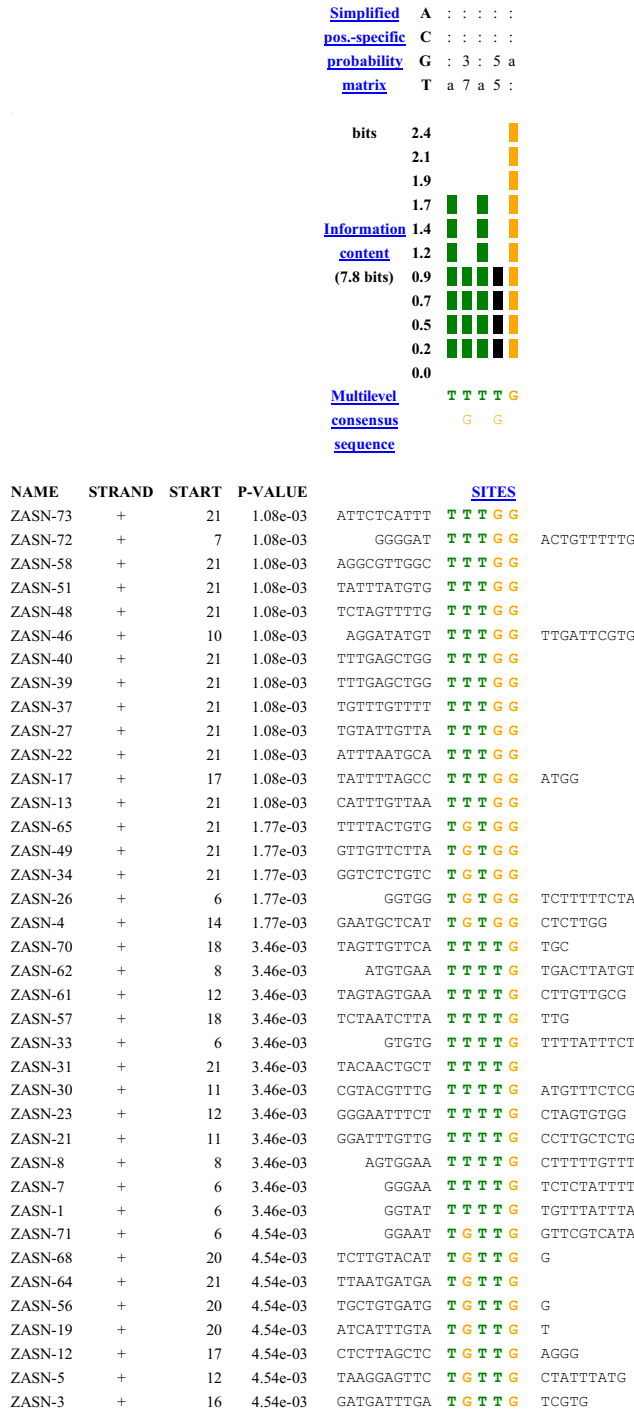 Simplified A : : : : :
pos.-specific C : : : : :
probability G : 3 : 5 a
matrix T a 7 a 5 :
bits 2.4
2.1
1.9
1.7
Information 1.4
content 1.2
(7.8 bits) 0.9
0.7
0.5
0.2
0.0
Multilevel T T T T G
consensus G G
sequence
NAME STRAND START P-VALUE SITES
ZASN-73 + 21 1.08e-03 ATTCTCATTT T T T G G
ZASN-72 + 7 1.08e-03 GGGGAT T T T G G ACTGTTTTTG
ZASN-58 + 21 1.08e-03 AGGCGTTGGC T T T G G
ZASN-51 + 21 1.08e-03 TATTTATGTG T T T G G
ZASN-48 + 21 1.08e-03 TCTAGTTTTG T T T G G
ZASN-46 + 10 1.08e-03 AGGATATGT T T T G G TTGATTCGTG
ZASN-40 + 21 1.08e-03 TTTGAGCTGG T T T G G
ZASN-39 + 21 1.08e-03 TTTGAGCTGG T T T G G
ZASN-37 + 21 1.08e-03 TGTTTGTTTT T T T G G
ZASN-27 + 21 1.08e-03 TGTATTGTTA T T T G G
ZASN-22 + 21 1.08e-03 ATTTAATGCA T T T G G
ZASN-17 + 17 1.08e-03 TATTTTAGCC T T T G G ATGG
ZASN-13 + 21 1.08e-03 CATTTGTTAA T T T G G
ZASN-65 + 21 1.77e-03 TTTTACTGTG T G T G G
ZASN-49 + 21 1.77e-03 GTTGTTCTTA T G T G G
ZASN-34 + 21 1.77e-03 GGTCTCTGTC T G T G G
ZASN-26 + 6 1.77e-03 GGTGG T G T G G TCTTTTTCTA
ZASN-4 + 14 1.77e-03 GAATGCTCAT T G T G G CTCTTGG
ZASN-70 + 18 3.46e-03 TAGTTGTTCA T T T T G TGC
ZASN-62 + 8 3.46e-03 ATGTGAA T T T T G TGACTTATGT
ZASN-61 + 12 3.46e-03 TAGTAGTGAA T T T T G CTTGTTGCG
ZASN-57 + 18 3.46e-03 TCTAATCTTA T T T T G TTG
ZASN-33 + 6 3.46e-03 GTGTG T T T T G TTTTATTTCT
ZASN-31 + 21 3.46e-03 TACAACTGCT T T T T G
ZASN-30 + 11 3.46e-03 CGTACGTTTG T T T T G ATGTTTCTCG
ZASN-23 + 12 3.46e-03 GGGAATTTCT T T T T G CTAGTGTGG
ZASN-21 + 11 3.46e-03 GGATTTGTTG T T T T G CCTTGCTCTG
ZASN-8 + 8 3.46e-03 AGTGGAA T T T T G CTTTTTGTTT
ZASN-7 + 6 3.46e-03 GGGAA T T T T G TCTCTATTTT
ZASN-1 + 6 3.46e-03 GGTAT T T T T G TGTTTATTTA
ZASN-71 + 6 4.54e-03 GGAAT T G T T G GTTCGTCATA
ZASN-68 + 20 4.54e-03 TCTTGTACAT T G T T G G
ZASN-64 + 21 4.54e-03 TTAATGATGA T G T T G
ZASN-56 + 20 4.54e-03 TGCTGTGATG T G T T G G
ZASN-19 + 20 4.54e-03 ATCATTTGTA T G T T G T
ZASN-12 + 17 4.54e-03 CTCTTAGCTC T G T T G AGGG
ZASN-5 + 12 4.54e-03 TAAGGAGTTC T G T T G CTATTTATG
ZASN-3 + 16 4.54e-03 GATGATTTGA T G T T G TCGTG